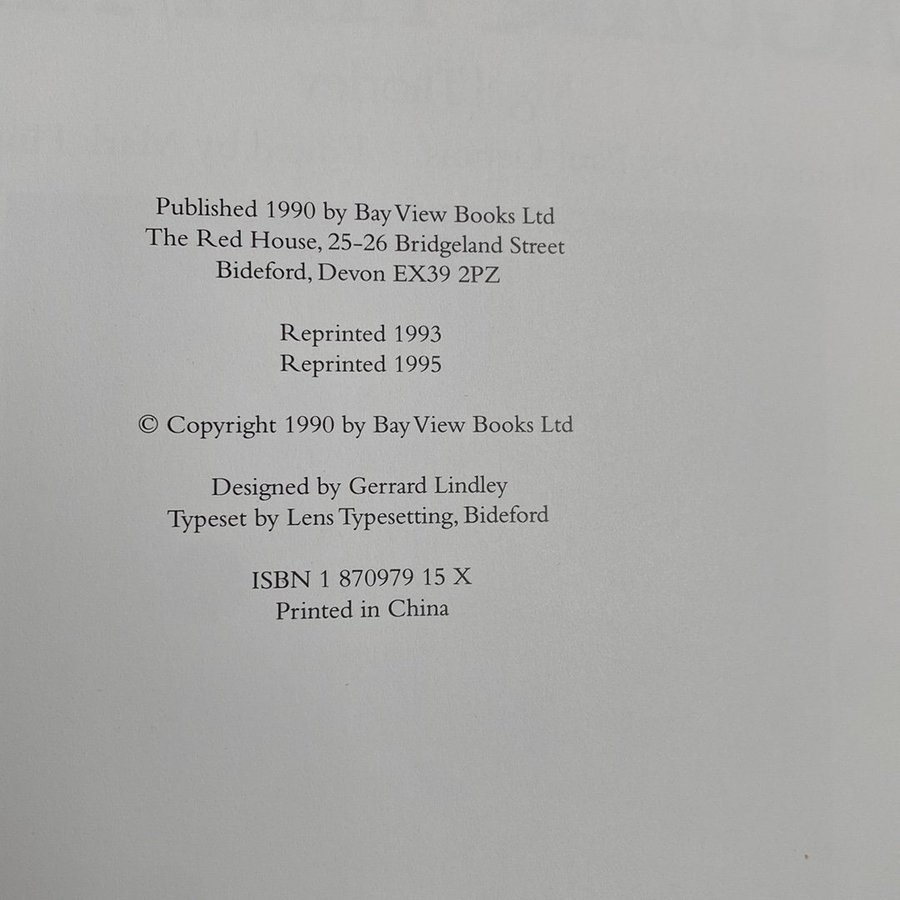 Published 1990 by Bay View Books Ltd
The Red House, 25-26 Bridgeland Street
Bideford, Devon EX39 2PZ
Reprinted 1993
Reprinted 1995
© Copyright 1990 by Bay View Books Ltd
Designed by Gerrard Lindley
Typeset by Lens Typesetting, Bideford
ISBN 1 870979 15 X
Printed in China